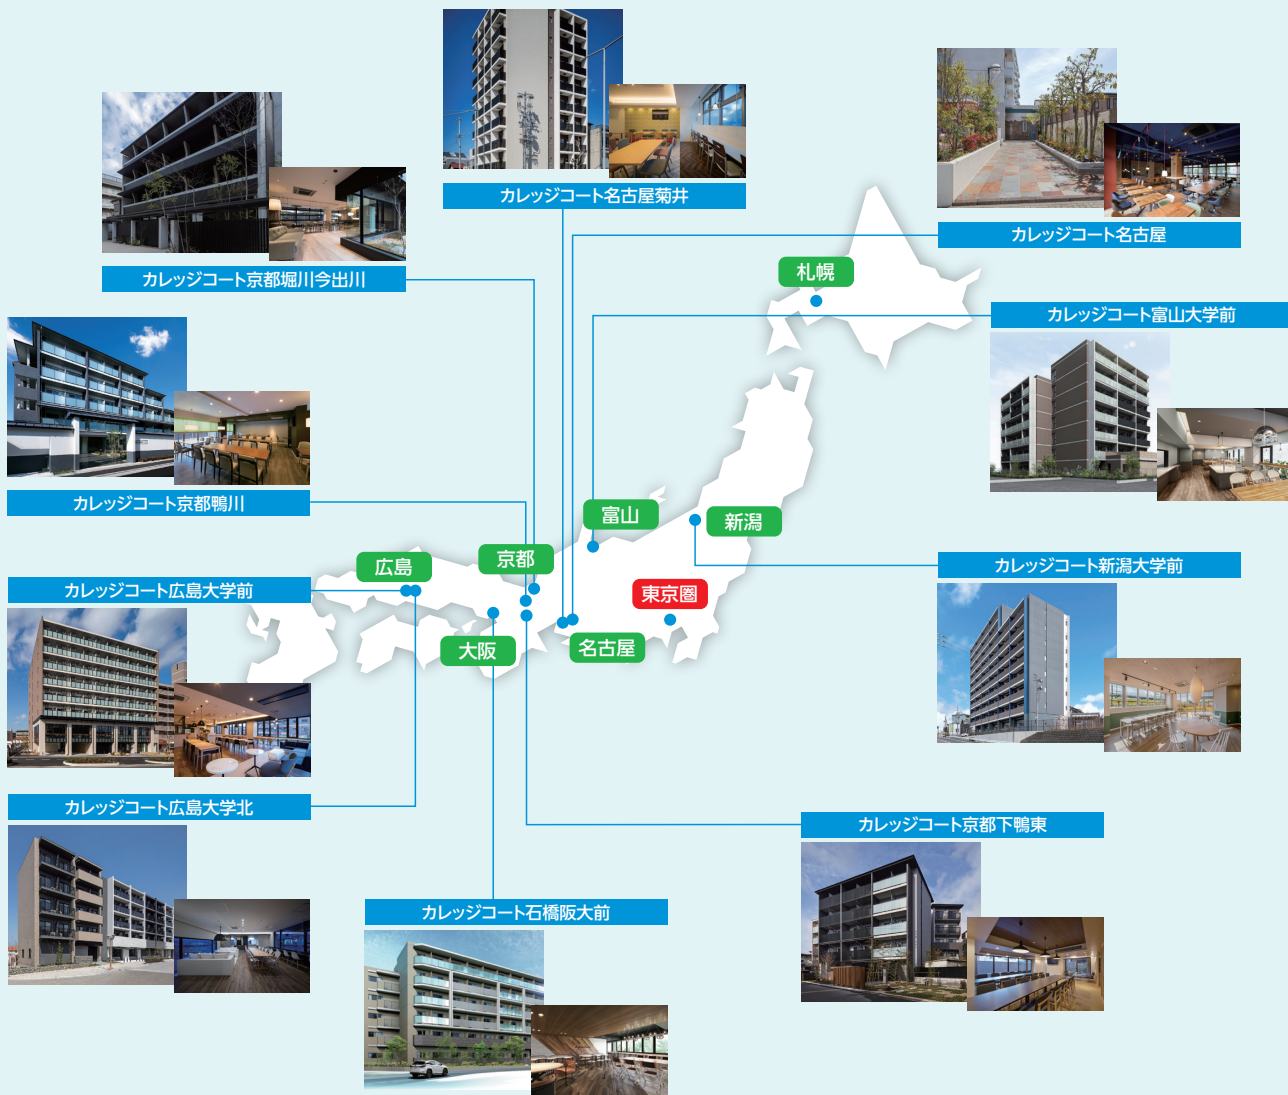 カレッジコート名古屋菊井
カレッジコート名古屋
カレッジコート京都堀川今出川
札幌
カレッジコート富山大学前
カレッジコート京都鴨川
富山
新潟
京都
広島
カレッジコート新潟大学前
カレッジコート広島大学前
東京圏
大阪
名古屋
カレッジコート広島大学北
カレッジコート京都下鴨東
カレッジコート石橋阪大前